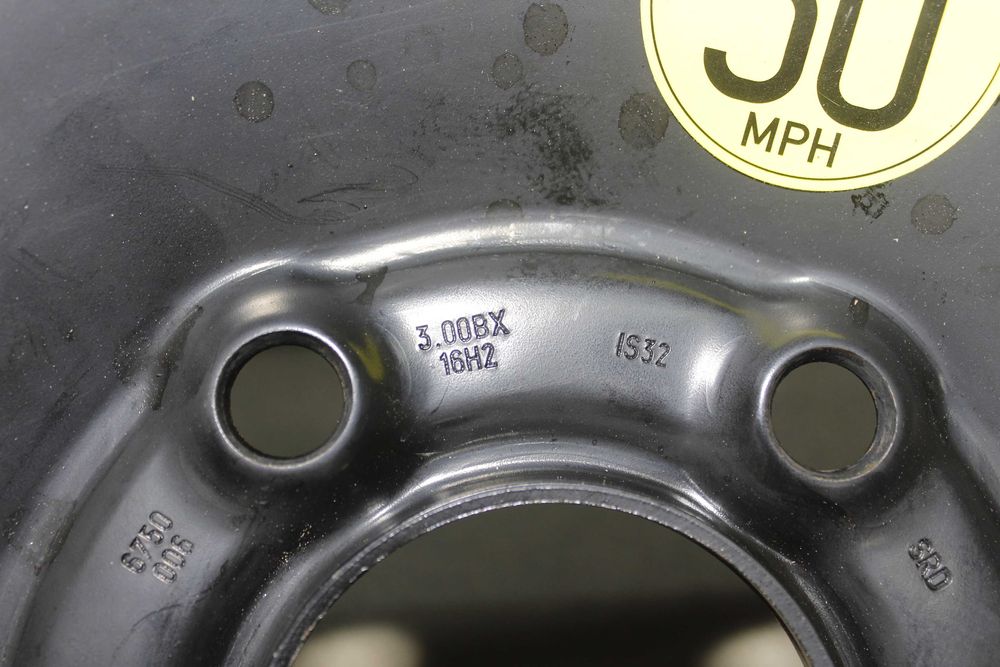 50
MPH
3.00BX
16H2
IS32
6750
006
SRD